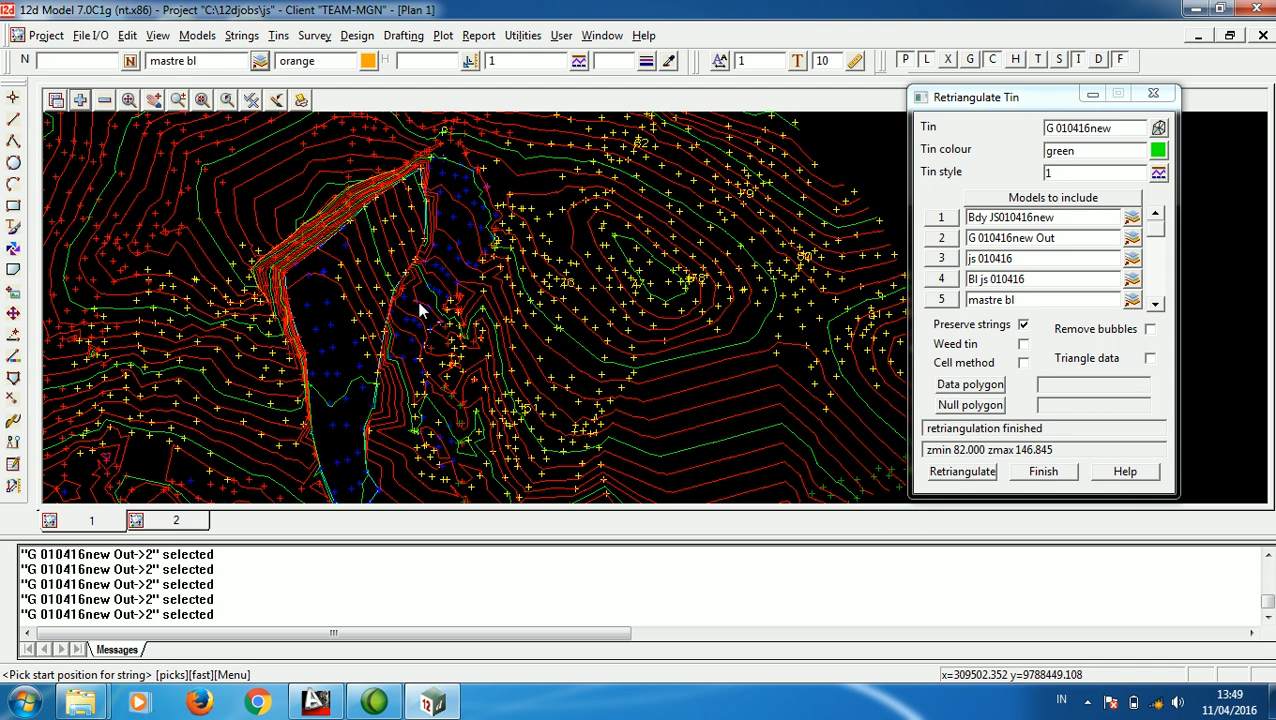 12d Model 7.0C1g (nt.x86) - Project "C:\12djobs\js" - Client "TEAM-MGN" - [Plan 1]
Project File I/O Edit View Models Strings Tins Survey Design Drafting Plot Report Utilities User Window Help
N mastre bl orange H 1 1 T 10 P L X G C H T S I D F
Retriangulate Tin
Tin G 010416new
Tin colour green
Tin style 1
Models to include
1 Bdy JS010416new
2 G 010416new Out
3 js 010416
4 Bl js 010416
5 mastre bl
Preserve strings Remove bubbles
Weed tin
Cell method Triangle data
Data polygon
Null polygon
retriangulation finished
zmin 82.000 zmax 146.845
Retriangulate Finish Help
1 2
"G 010416new Out->2" selected
"G 010416new Out->2" selected
"G 010416new Out->2" selected
"G 010416new Out->2" selected
"G 010416new Out->2" selected
Messages
<Pick start position for string> [picks][fast][Menu] x=309502.352 y=9788449.108
IN 13:49
11/04/2016